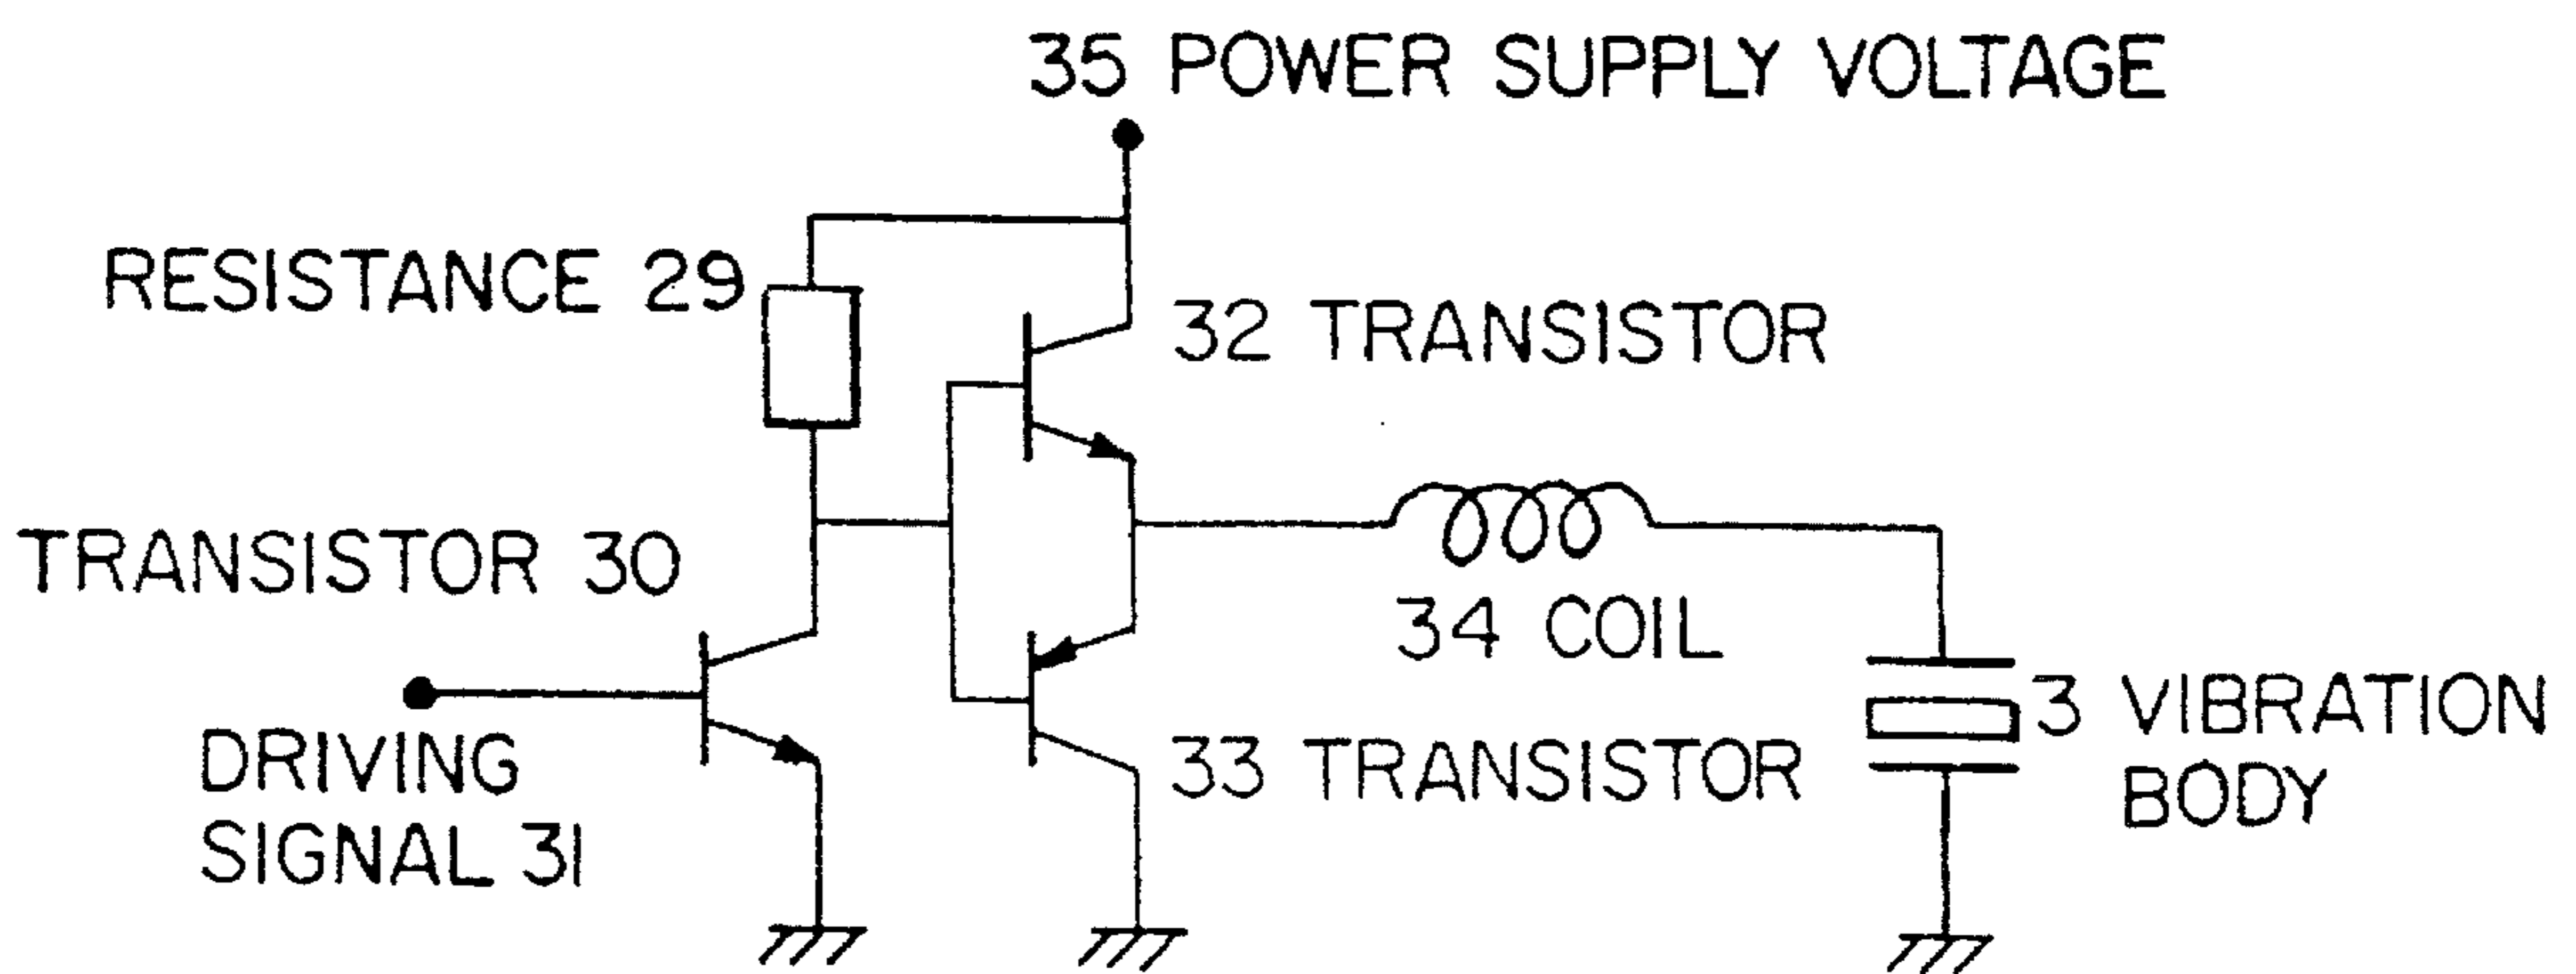 35 POWER SUPPLY VOLTAGE
RESISTANCE 29
32 TRANSISTOR
TRANSISTOR 30
34 COIL
DRIVING
SIGNAL 31
33 TRANSISTOR
3 VIBRATION
BODY